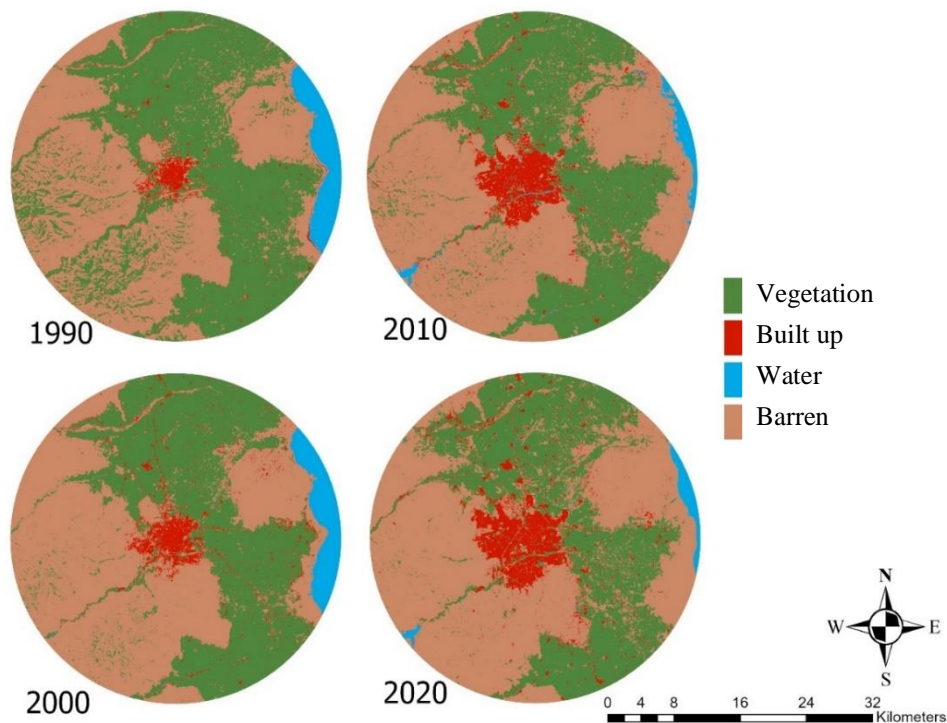 1990
2010
Vegetation
Built up
Water
Barren
2000
2020
N
W E
S
0 4 8 16 24 32
Kilometers